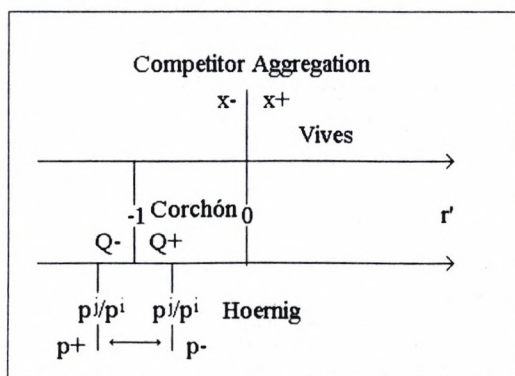 Competitor Aggregation
x- x+
Vives
-1 Corchón 0 r'
Q- Q+
pʲ/pⁱ pʲ/pⁱ Hoernig
p+ p-